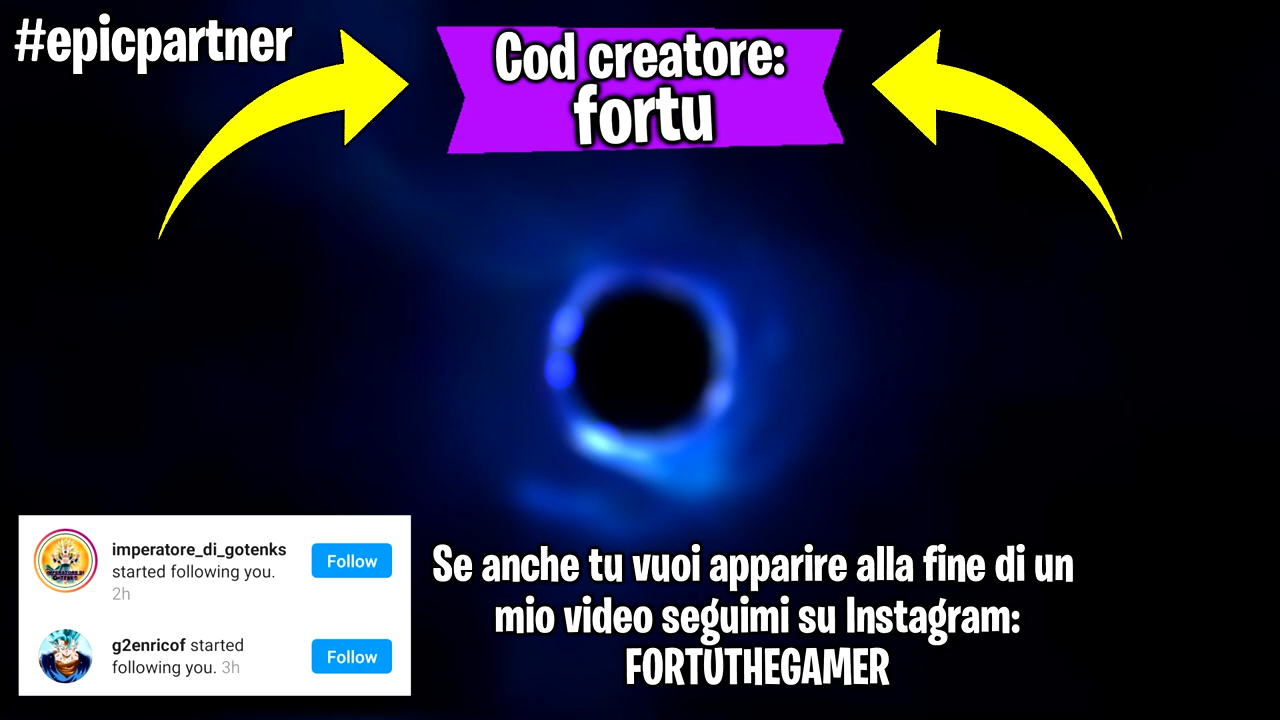 #epicpartner
Cod creatore:
fortu
imperatore_di_gotenks
started following you.
2h
Follow
g2enricof started
following you. 3h
Follow
Se anche tu vuoi apparire alla fine di un
mio video seguimi su Instagram:
FORTUTHEGAMER